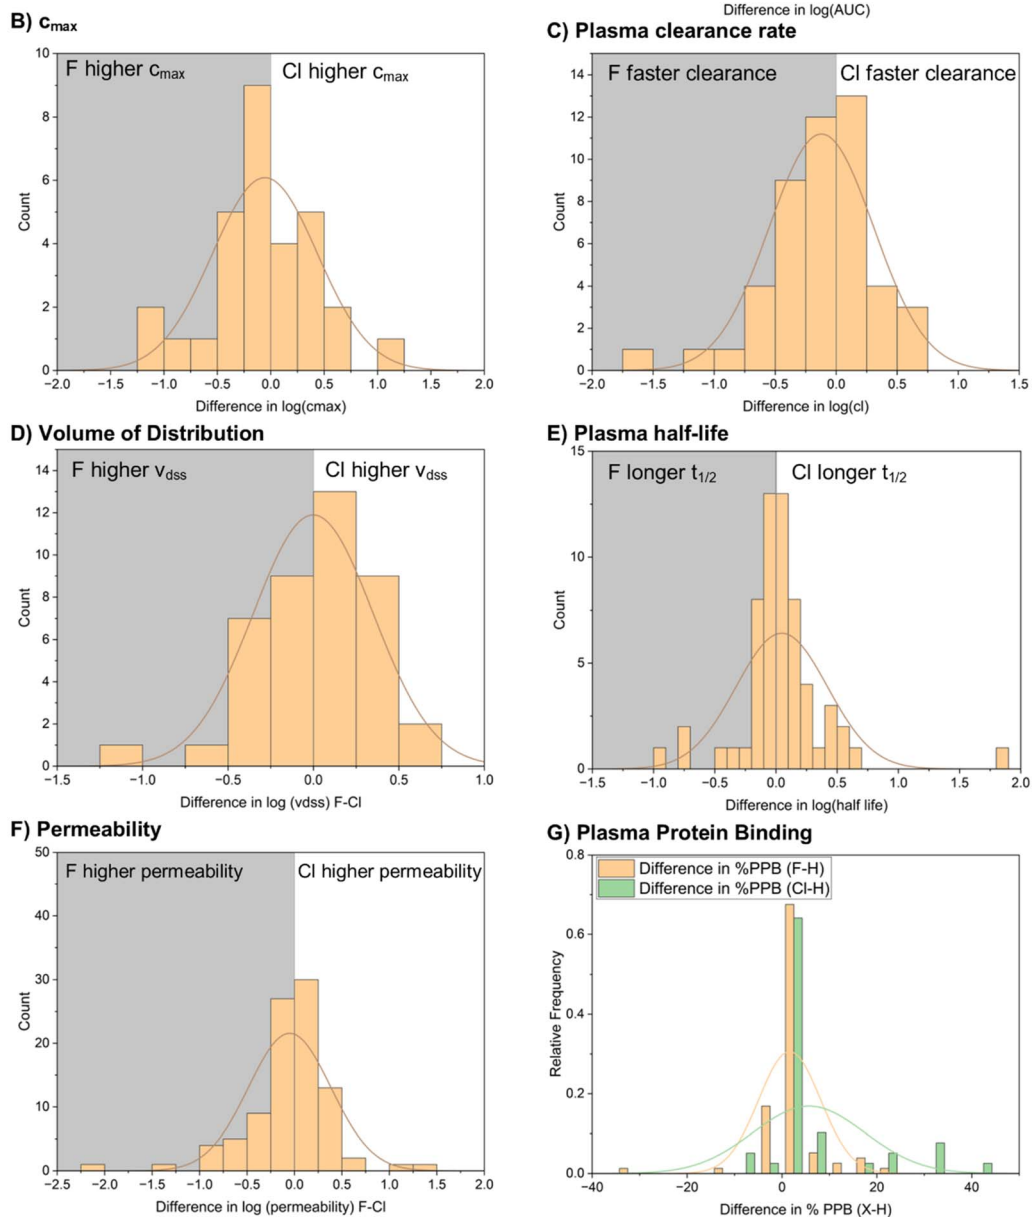 Difference in log(AUC)
B) cmax
C) Plasma clearance rate
F higher cmax
Cl higher cmax
F faster clearance
Cl faster clearance
10
8
6
4
2
0
Count
−2.0 −1.5 −1.0 −0.5 0.0 0.5 1.0 1.5 2.0
Difference in log(cmax)
14
12
10
8
6
4
2
0
Count
−2.0 −1.5 −1.0 −0.5 0.0 0.5 1.0 1.5
Difference in log(cl)
D) Volume of Distribution
E) Plasma half-life
F higher vdss
Cl higher vdss
F longer t1/2
Cl longer t1/2
14
12
10
8
6
4
2
0
Count
−1.5 −1.0 −0.5 0.0 0.5 1.0
Difference in log (vdss) F-Cl
15
10
5
0
Count
−1.5 −1.0 −0.5 0.0 0.5 1.0 1.5 2.0
Difference in log(half life)
F) Permeability
G) Plasma Protein Binding
F higher permeability
Cl higher permeability
50
40
30
20
10
0
Count
−2.5 −2.0 −1.5 −1.0 −0.5 0.0 0.5 1.0 1.5 2.0
Difference in log (permeability) F-Cl
Difference in %PPB (F-H)
Difference in %PPB (Cl-H)
0.8
0.6
0.4
0.2
0.0
Relative Frequency
−40 −20 0 20 40
Difference in % PPB (X-H)